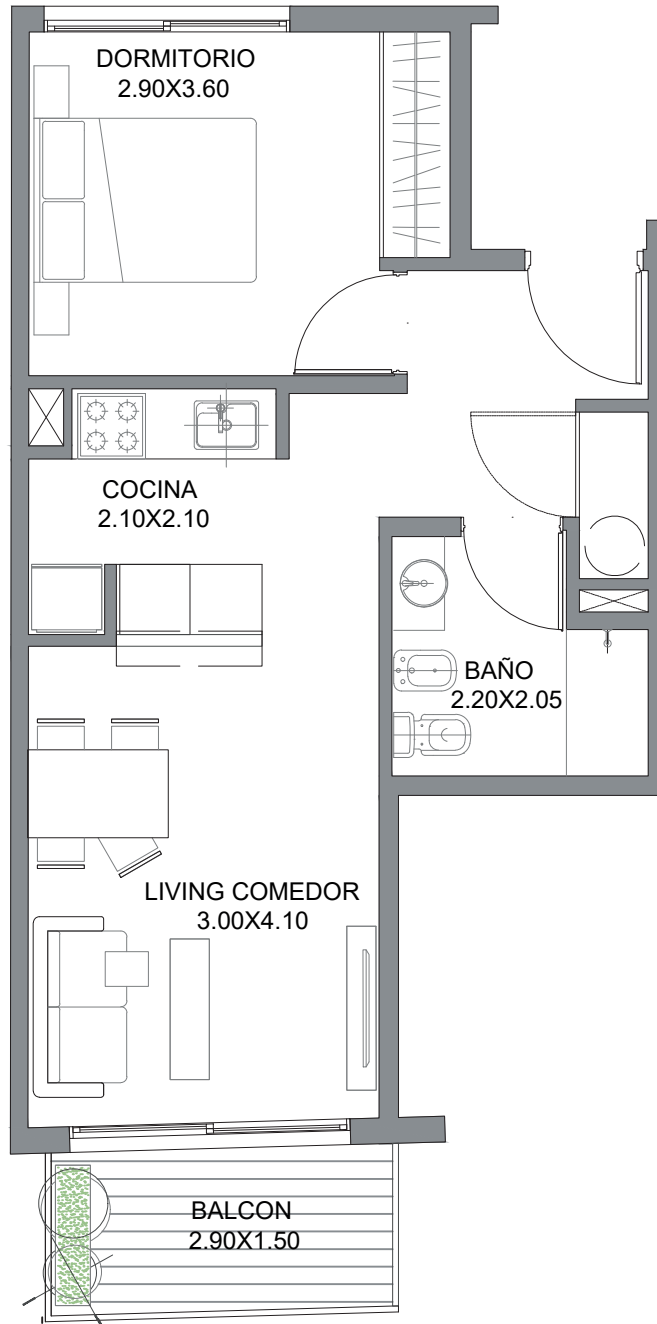 DORMITORIO
2.90X3.60
COCINA
2.10X2.10
BAÑO
2.20X2.05
LIVING COMEDOR
3.00X4.10
BALCON
2.90X1.50